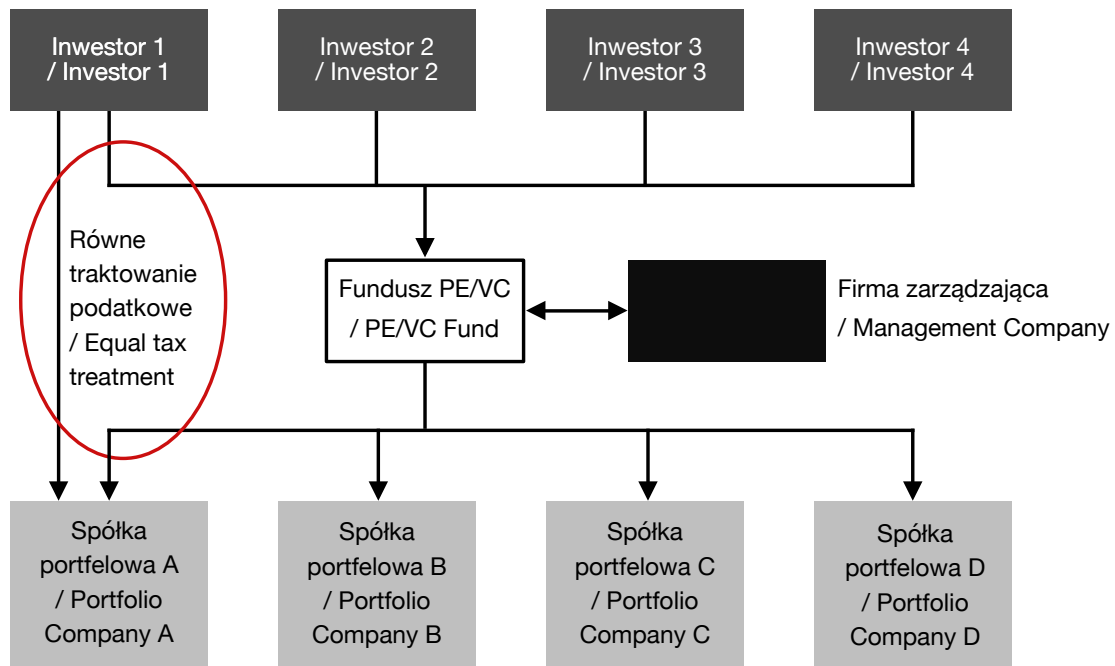 Inwestor 1
/ Investor 1
Inwestor 2
/ Investor 2
Inwestor 3
/ Investor 3
Inwestor 4
/ Investor 4
Równe
traktowanie
podatkowe
/ Equal tax
treatment
Fundusz PE/VC
/ PE/VC Fund
Firma zarządzająca
/ Management Company
Spółka
portfelowa A
/ Portfolio
Company A
Spółka
portfelowa B
/ Portfolio
Company B
Spółka
portfelowa C
/ Portfolio
Company C
Spółka
portfelowa D
/ Portfolio
Company D